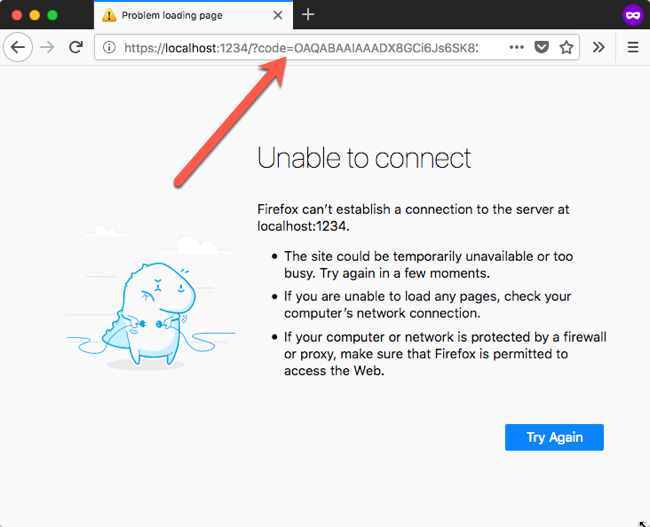 Problem loading page
https://localhost:1234/?code=OAQABAAIAAADX8GCi6Js6SK82
Unable to connect
Firefox can’t establish a connection to the server at
localhost:1234.
The site could be temporarily unavailable or too
busy. Try again in a few moments.
If you are unable to load any pages, check your
computer’s network connection.
If your computer or network is protected by a firewall
or proxy, make sure that Firefox is permitted to
access the Web.
Try Again